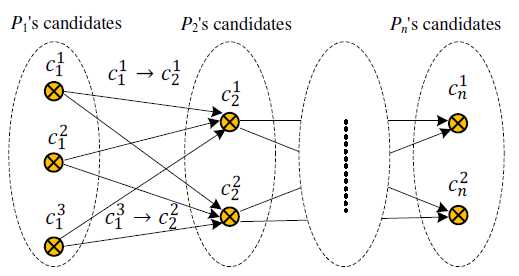 P₁'s candidates P₂'s candidates Pₙ's candidates
c₁¹ c₁¹ → c₂¹ c₂¹ cₙ¹
c₁² c₂² cₙ²
c₁³ c₁³ → c₂²